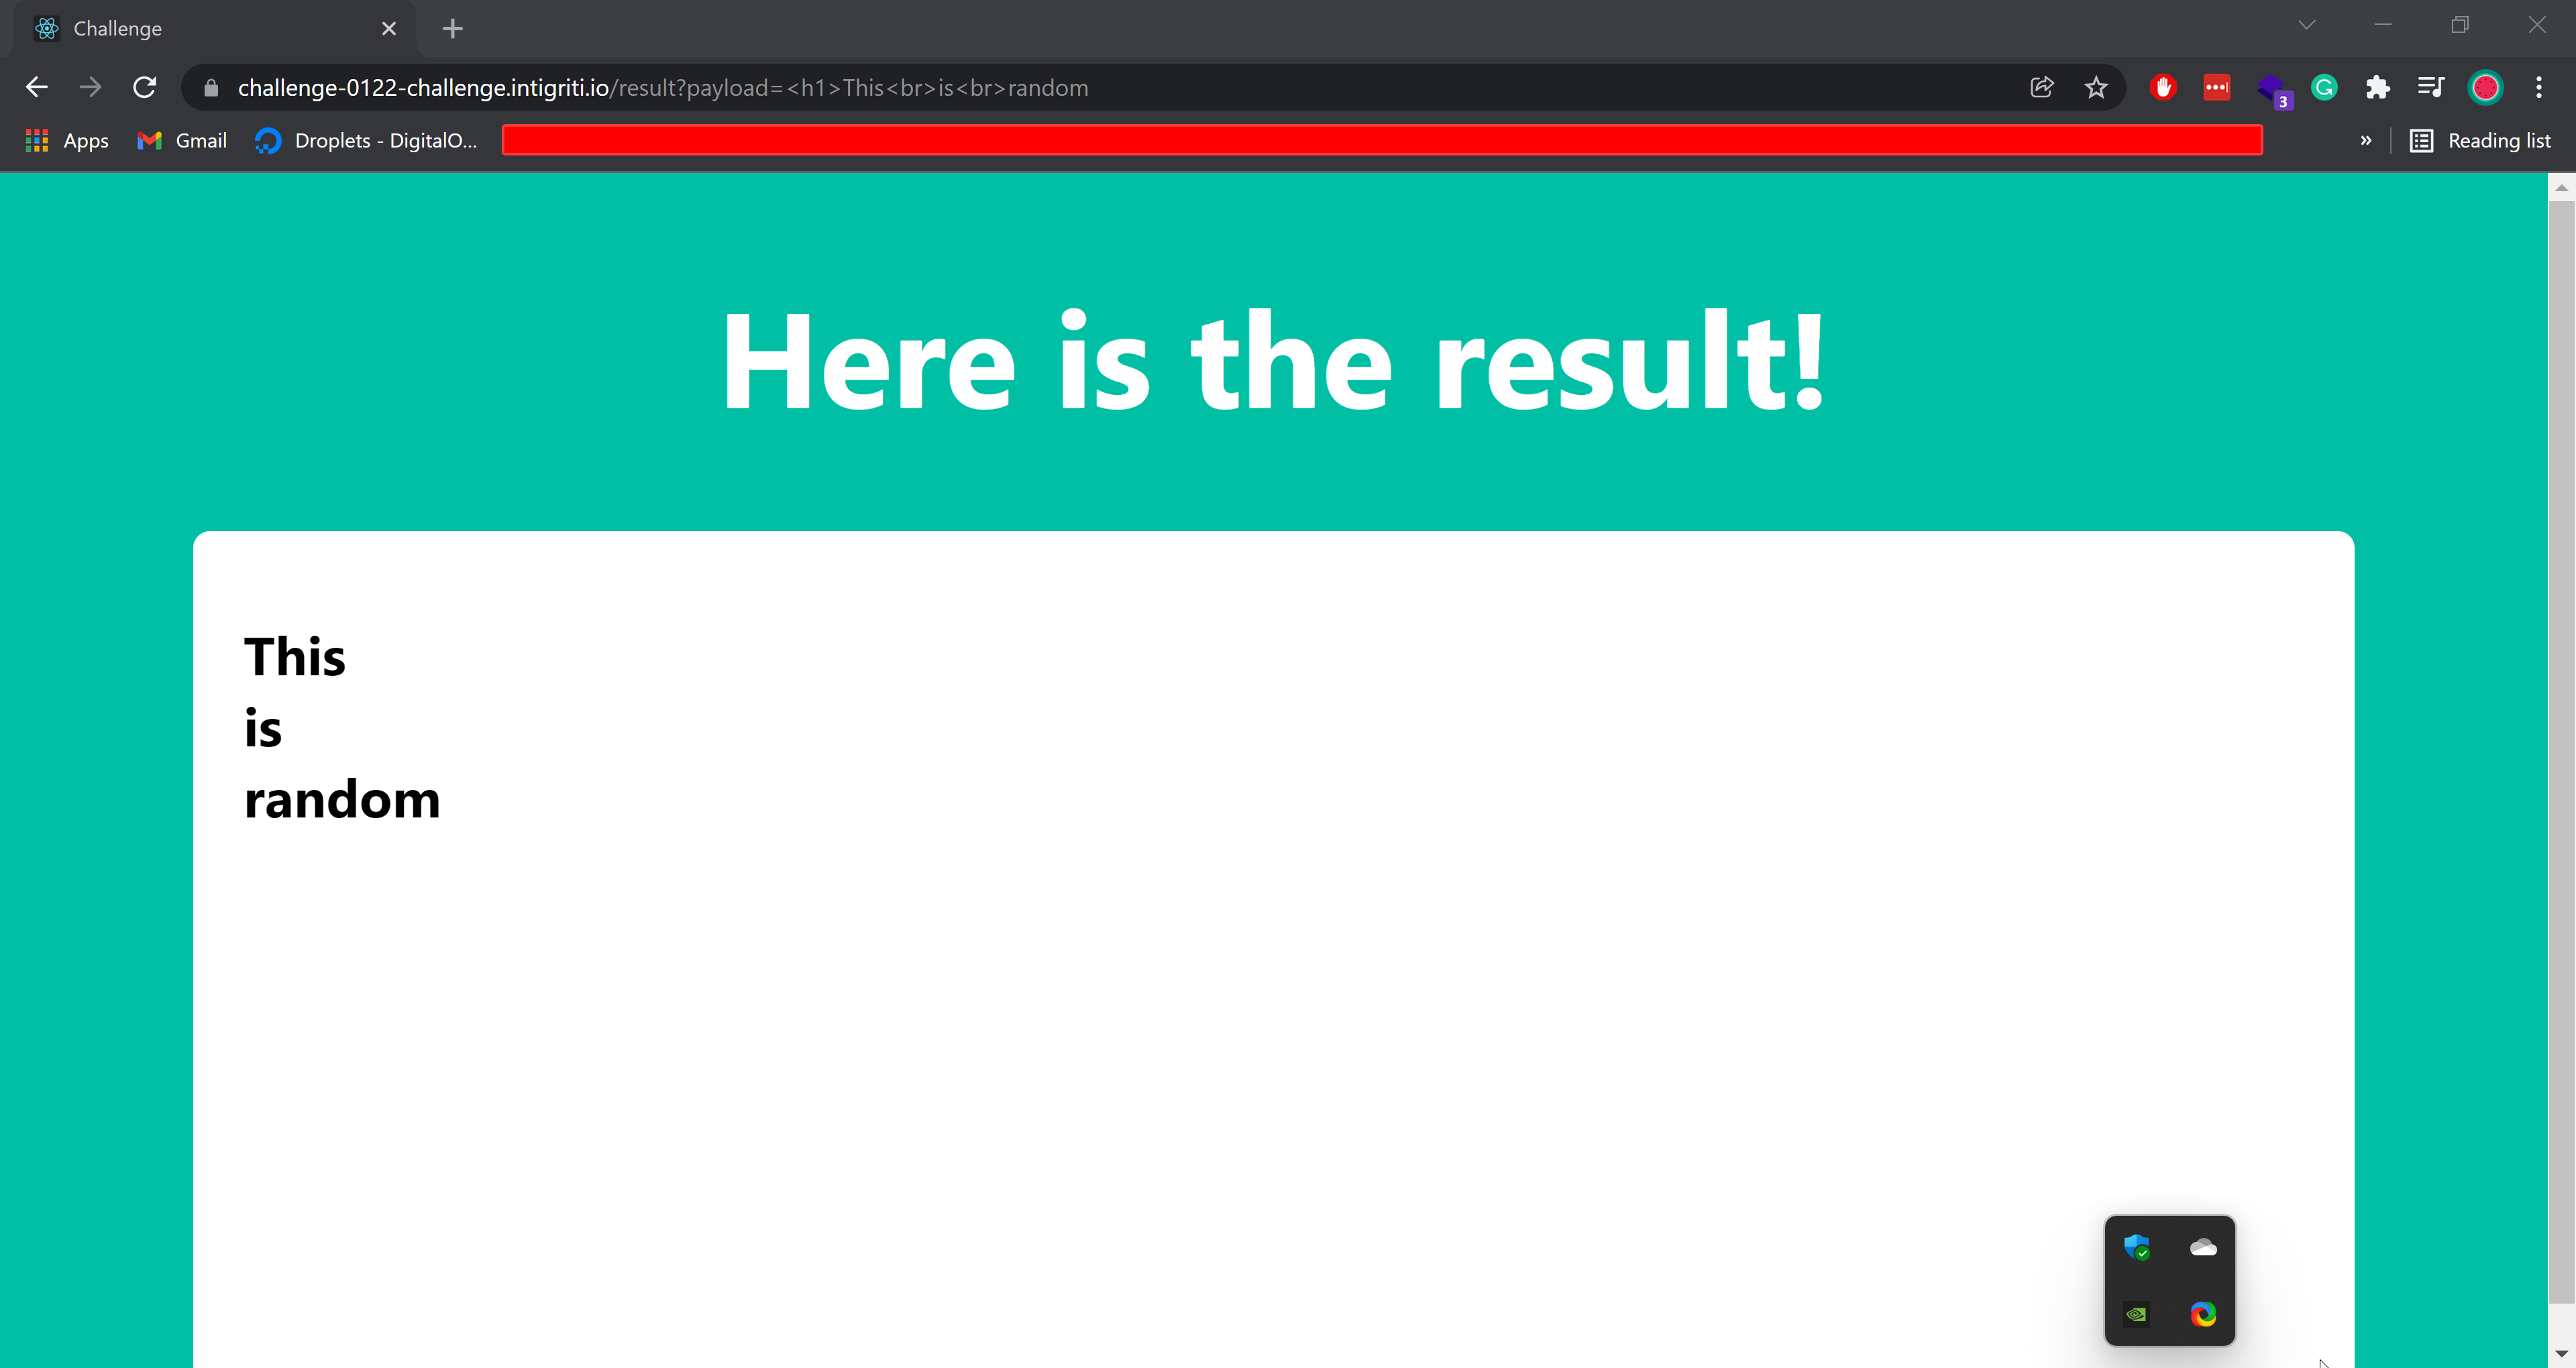 Challenge
challenge-0122-challenge.intigriti.io/result?payload=<h1>This<br>is<br>random
3
Apps
Gmail
Droplets - DigitalO...
»
Reading list
Here is the result!
This
is
random